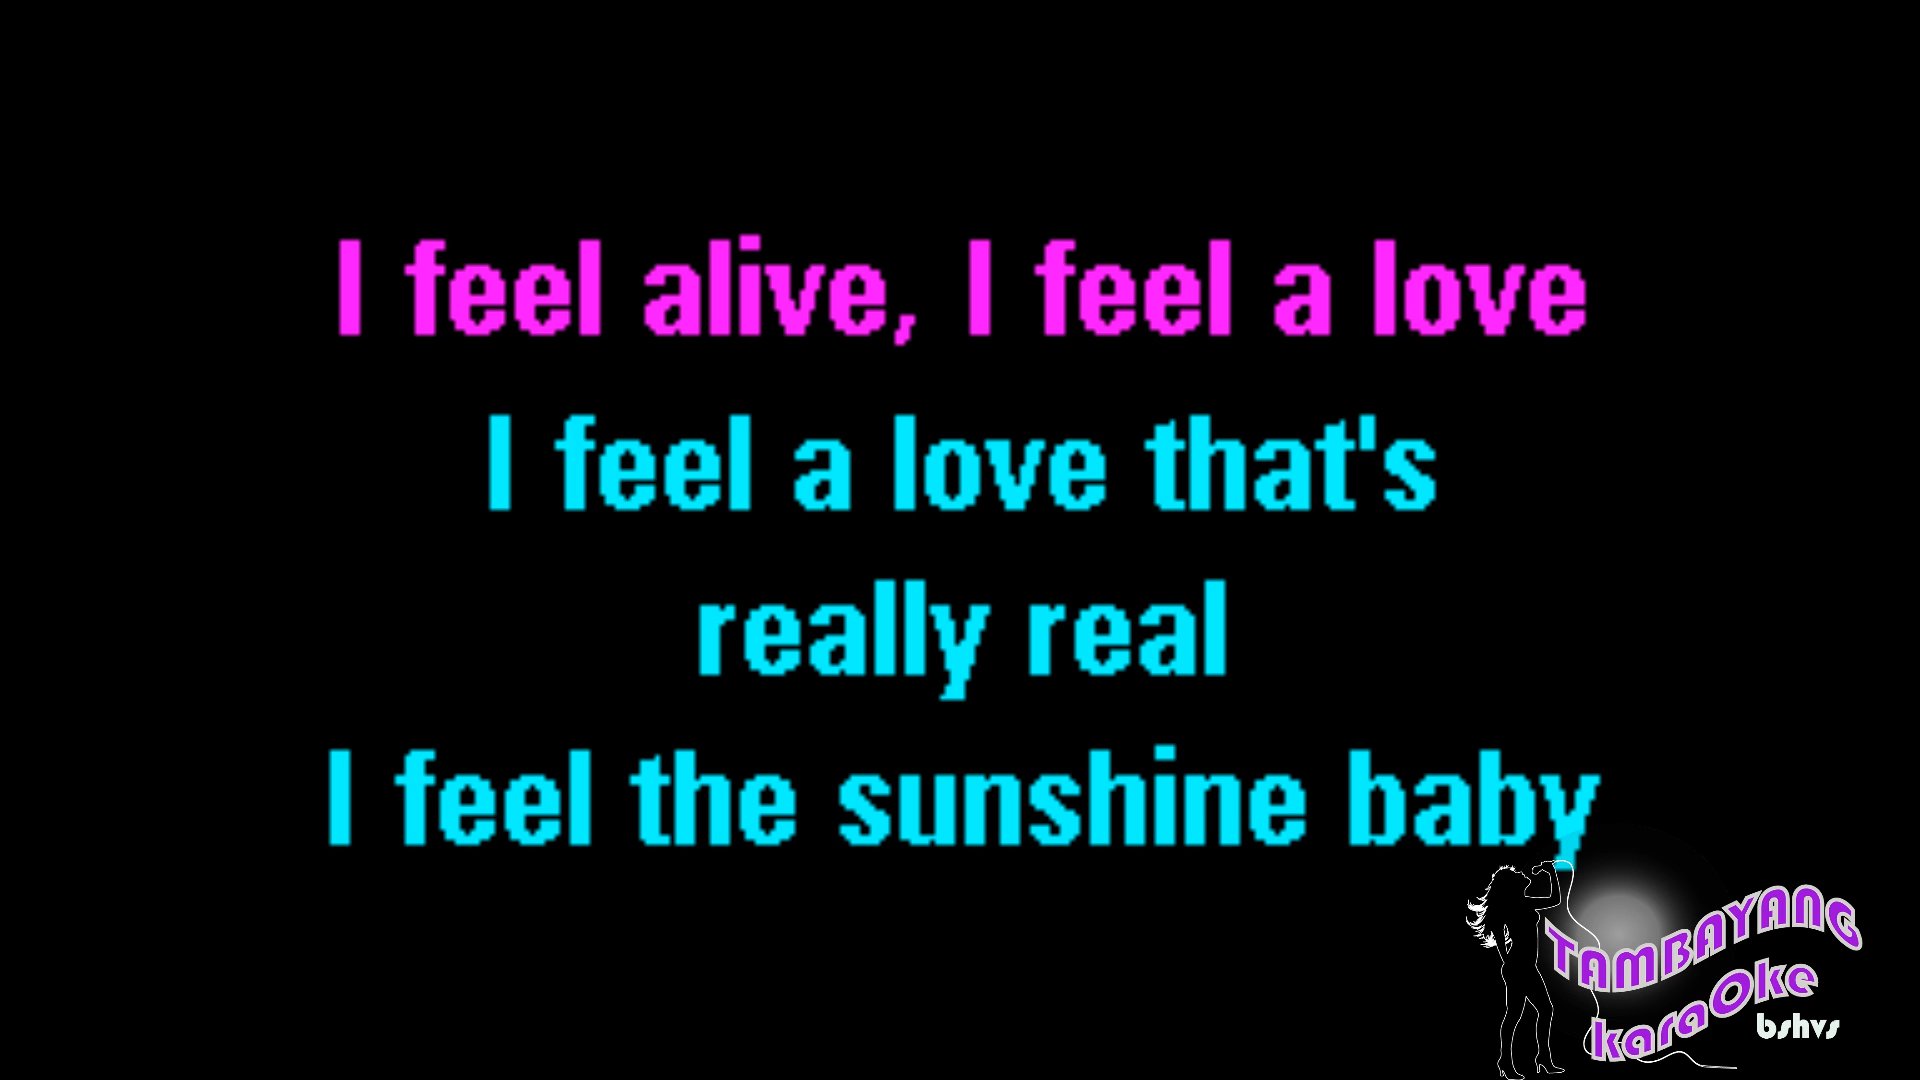 I feel alive, I feel a love
I feel a love that's
really real
I feel the sunshine baby
TAMBAYANG
karaOke
bshvs